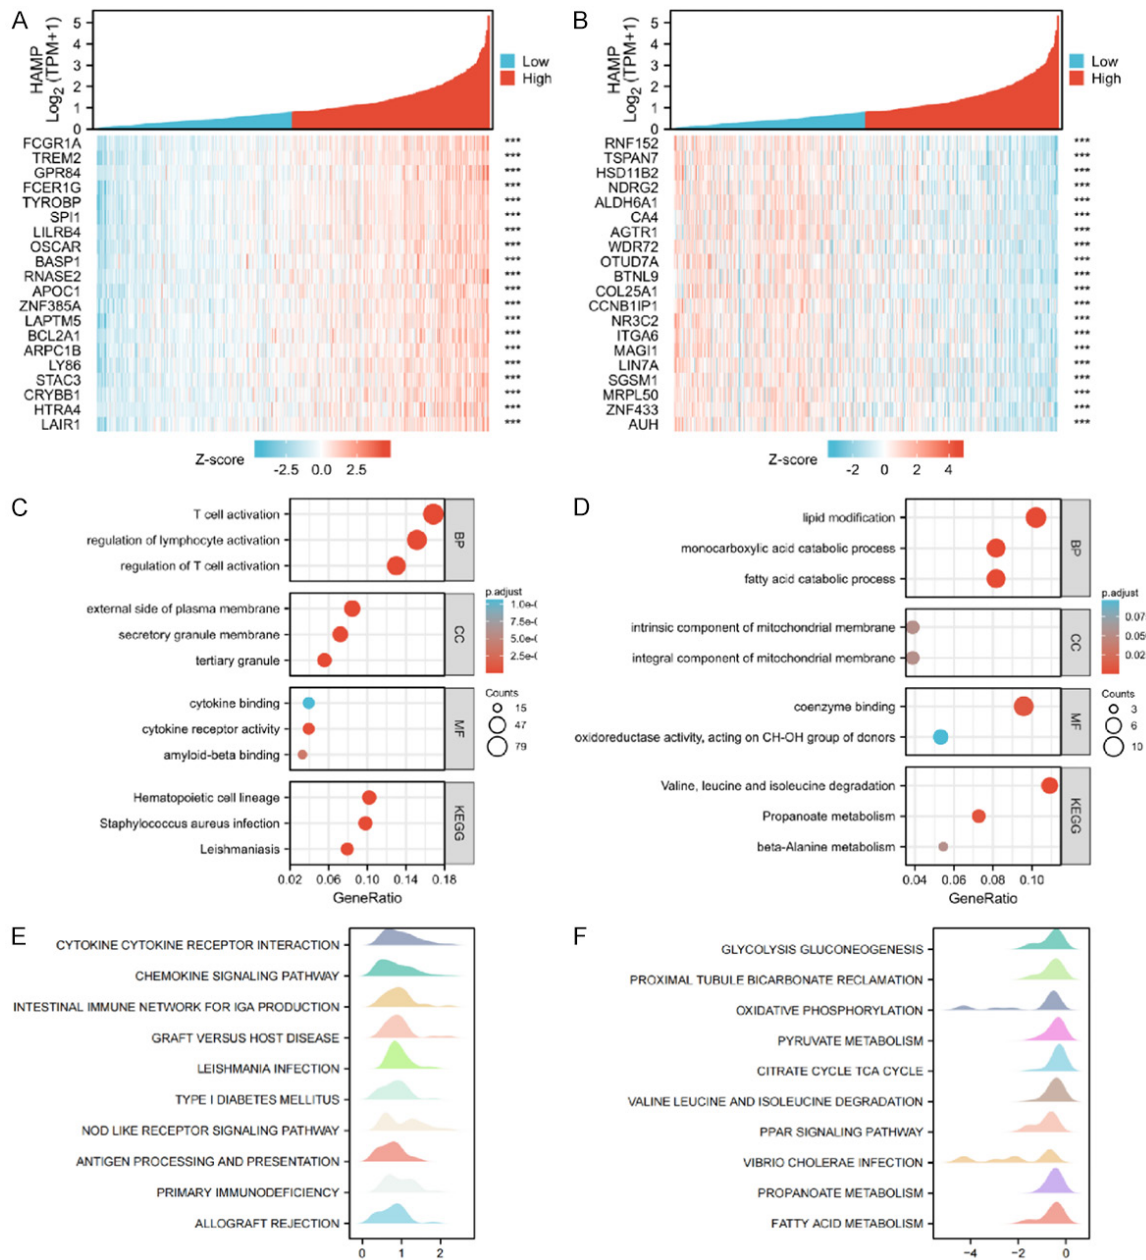 A
HAMP
Log2 (TPM+1)
5
4
3
2
1
0
Low
High
FCGR1A ***
TREM2 ***
GPR84 ***
FCER1G ***
TYROBP ***
SPI1 ***
LILRB4 ***
OSCAR ***
BASP1 ***
RNASE2 ***
APOC1 ***
ZNF385A ***
LAPTM5 ***
BCL2A1 ***
ARPC1B ***
LY86 ***
STAC3 ***
CRYBB1 ***
HTRA4 ***
LAIR1 ***
Z-score
-2.5 0.0 2.5
B
HAMP
Log2 (TPM+1)
5
4
3
2
1
0
Low
High
RNF152 ***
TSPAN7 ***
HSD11B2 ***
NDRG2 ***
ALDH6A1 ***
CA4 ***
AGTR1 ***
WDR72 ***
OTUD7A ***
BTNL9 ***
COL25A1 ***
CCNB1IP1 ***
NR3C2 ***
ITGA6 ***
MAGI1 ***
LIN7A ***
SGSM1 ***
MRPL50 ***
ZNF433 ***
AUH ***
Z-score
-2 0 2 4
C
T cell activation
regulation of lymphocyte activation
regulation of T cell activation
BP
external side of plasma membrane
secretory granule membrane
tertiary granule
CC
cytokine binding
cytokine receptor activity
amyloid-beta binding
MF
Hematopoietic cell lineage
Staphylococcus aureus infection
Leishmaniasis
KEGG
0.02 0.06 0.10 0.14 0.18
GeneRatio
p.adjust
1.0e-(
7.5e-(
5.0e-(
2.5e-(
Counts
15
47
79
D
lipid modification
monocarboxylic acid catabolic process
fatty acid catabolic process
BP
intrinsic component of mitochondrial membrane
integral component of mitochondrial membrane
CC
coenzyme binding
oxidoreductase activity, acting on CH-OH group of donors
MF
Valine, leucine and isoleucine degradation
Propanoate metabolism
beta-Alanine metabolism
KEGG
0.04 0.06 0.08 0.10
GeneRatio
p.adjust
0.07
0.05
0.02
Counts
3
6
10
E
CYTOKINE CYTOKINE RECEPTOR INTERACTION
CHEMOKINE SIGNALING PATHWAY
INTESTINAL IMMUNE NETWORK FOR IGA PRODUCTION
GRAFT VERSUS HOST DISEASE
LEISHMANIA INFECTION
TYPE I DIABETES MELLITUS
NOD LIKE RECEPTOR SIGNALING PATHWAY
ANTIGEN PROCESSING AND PRESENTATION
PRIMARY IMMUNODEFICIENCY
ALLOGRAFT REJECTION
0 1 2
F
GLYCOLYSIS GLUCONEOGENESIS
PROXIMAL TUBULE BICARBONATE RECLAMATION
OXIDATIVE PHOSPHORYLATION
PYRUVATE METABOLISM
CITRATE CYCLE TCA CYCLE
VALINE LEUCINE AND ISOLEUCINE DEGRADATION
PPAR SIGNALING PATHWAY
VIBRIO CHOLERAE INFECTION
PROPANOATE METABOLISM
FATTY ACID METABOLISM
−4 −2 0